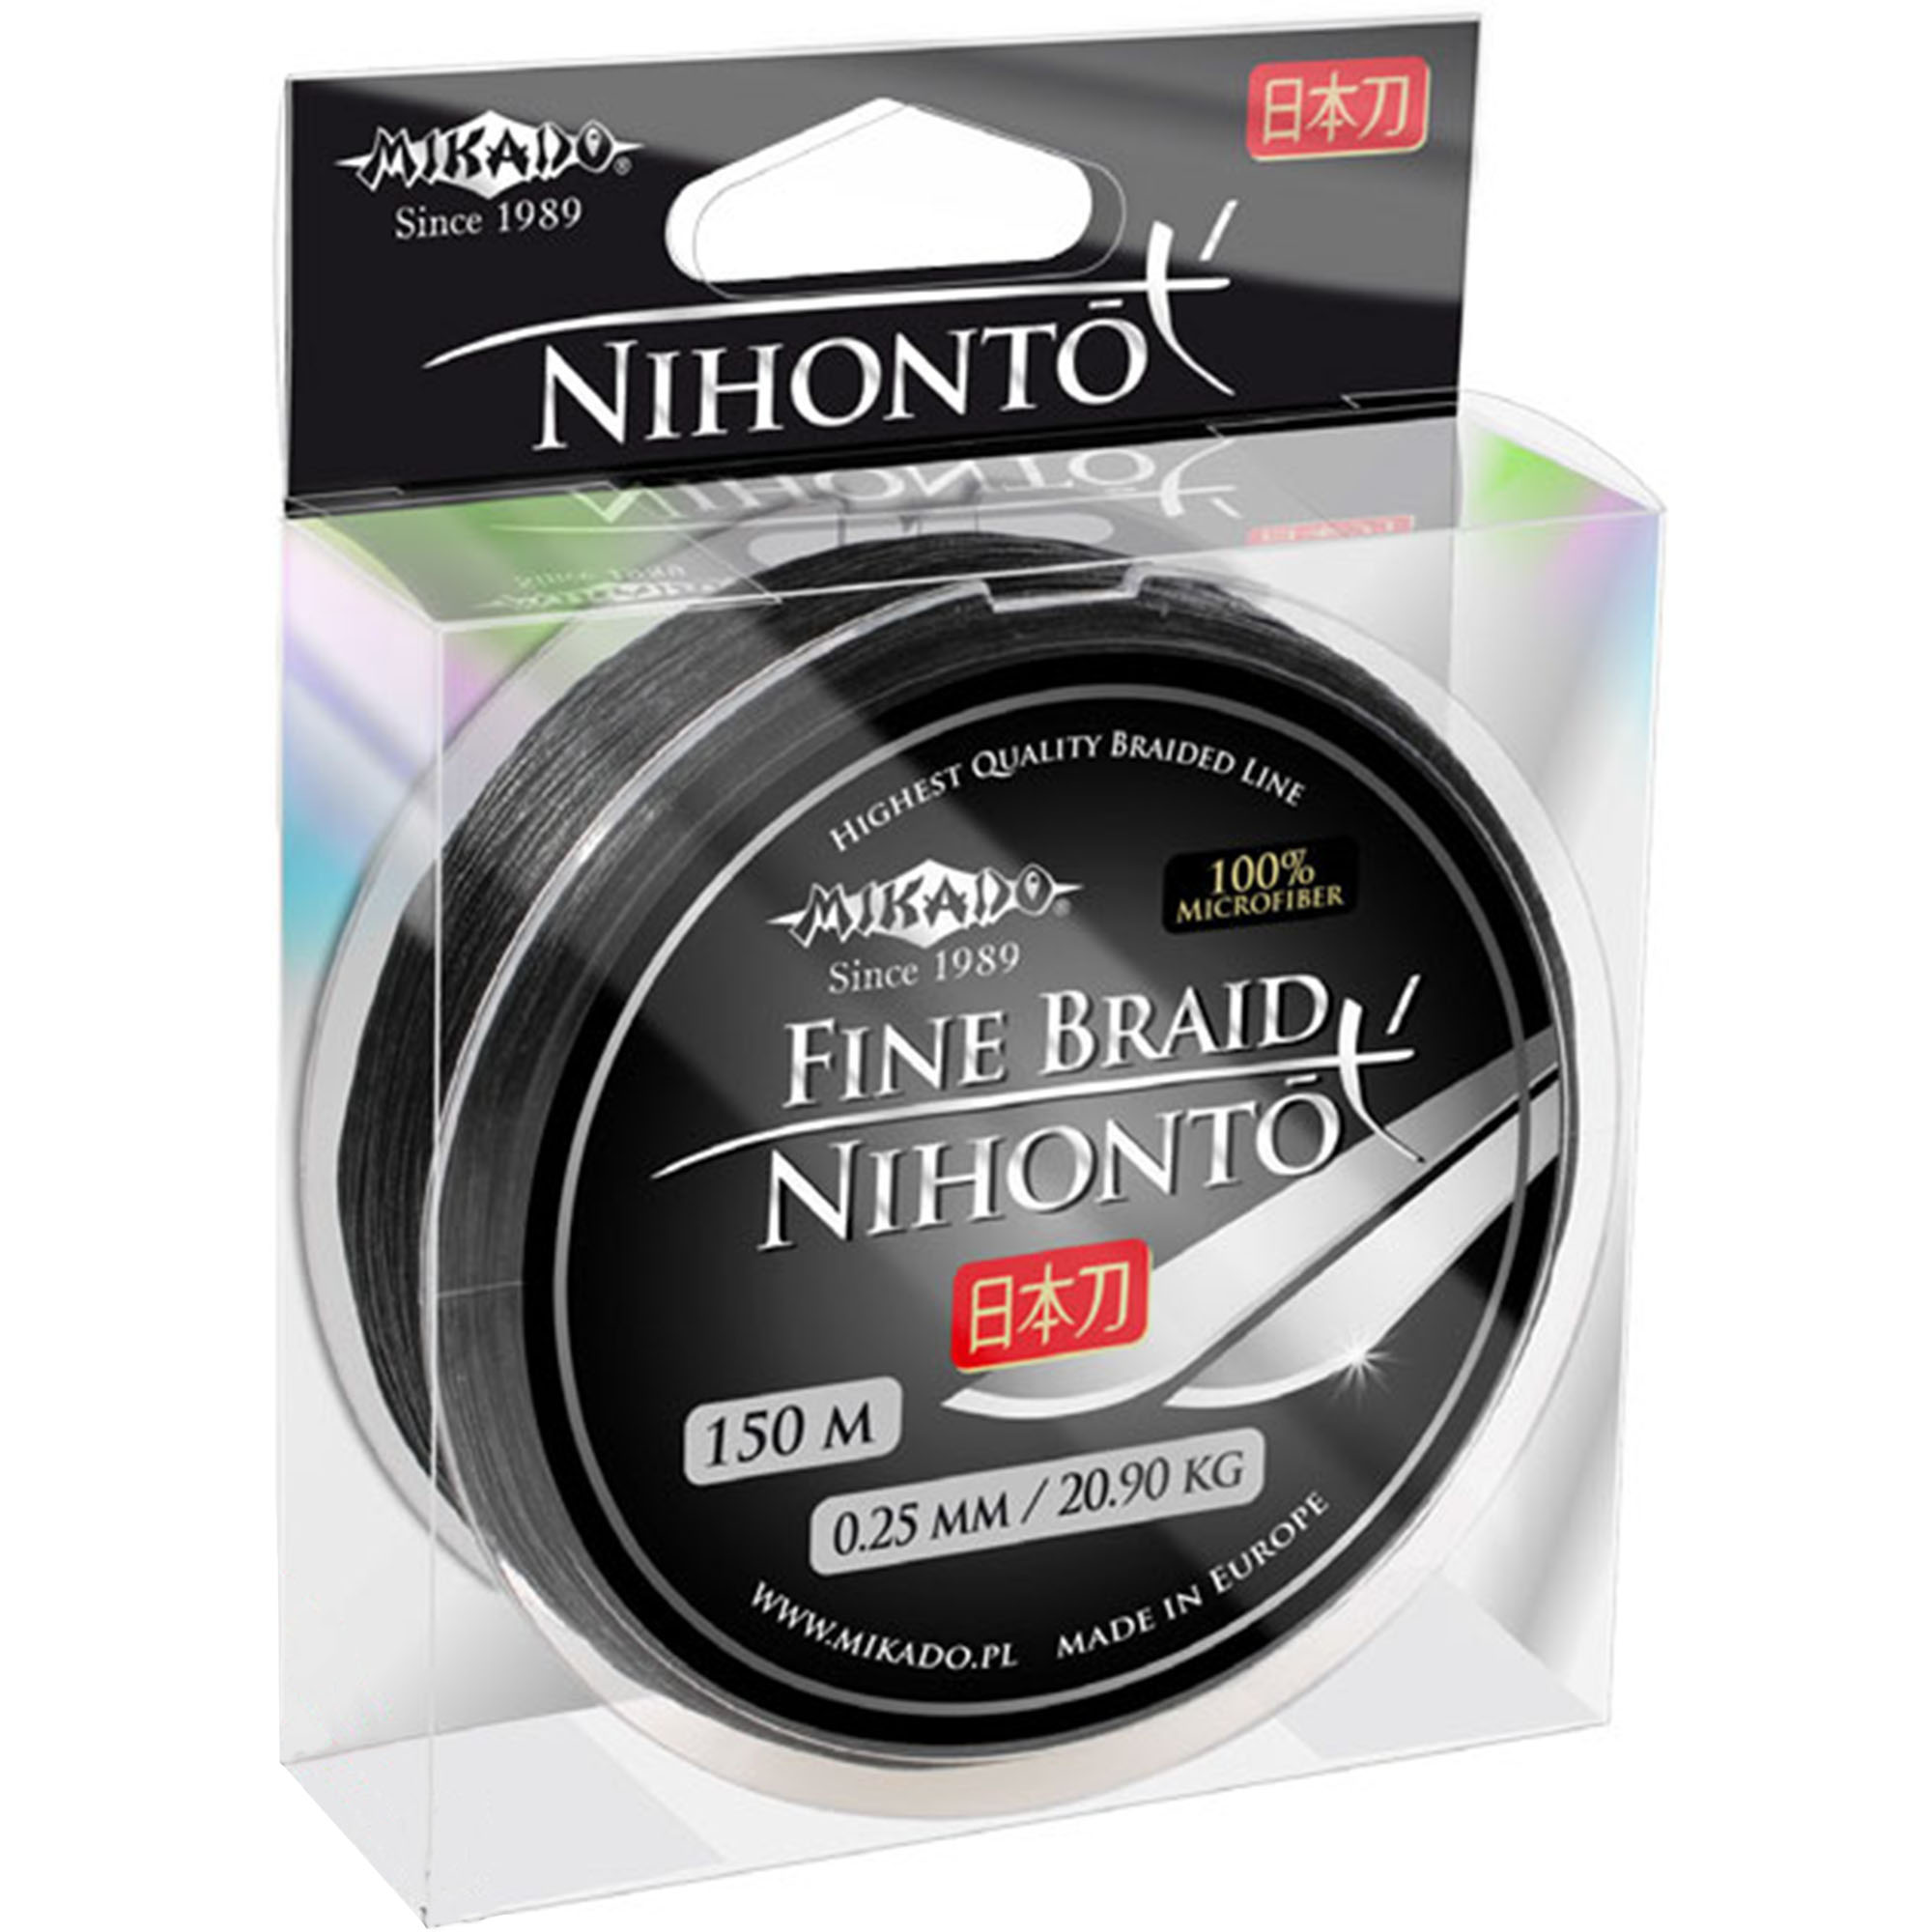 MIKADO®
Since 1989
日本刀
NIHONTŌ
HIGHEST QUALITY BRAIDED LINE
MIKADO®
Since 1989
100%
MICROFIBER
FINE BRAID
NIHONTŌ
日本刀
150 M
0.25 MM / 20.90 KG
WWW.MIKADO.PL MADE IN EUROPE